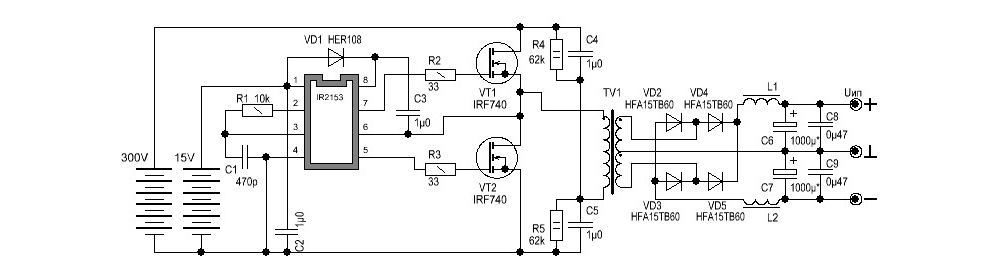 300V
15V
VD1 HER108
R1 10k
C1
470p
C2
1µ0
IR2153
1
2
3
4
8
7
6
5
C3
1µ0
R2
33
R3
33
VT1
IRF740
VT2
IRF740
R4
62k
C4
1µ0
R5
62k
C5
1µ0
TV1
VD2
HFA15TB60
VD4
HFA15TB60
VD3
HFA15TB60
VD5
HFA15TB60
L1
L2
+
C6
1000µ*
+
C7
1000µ*
C8
0µ47
C9
0µ47
Uип
+
⊥
−